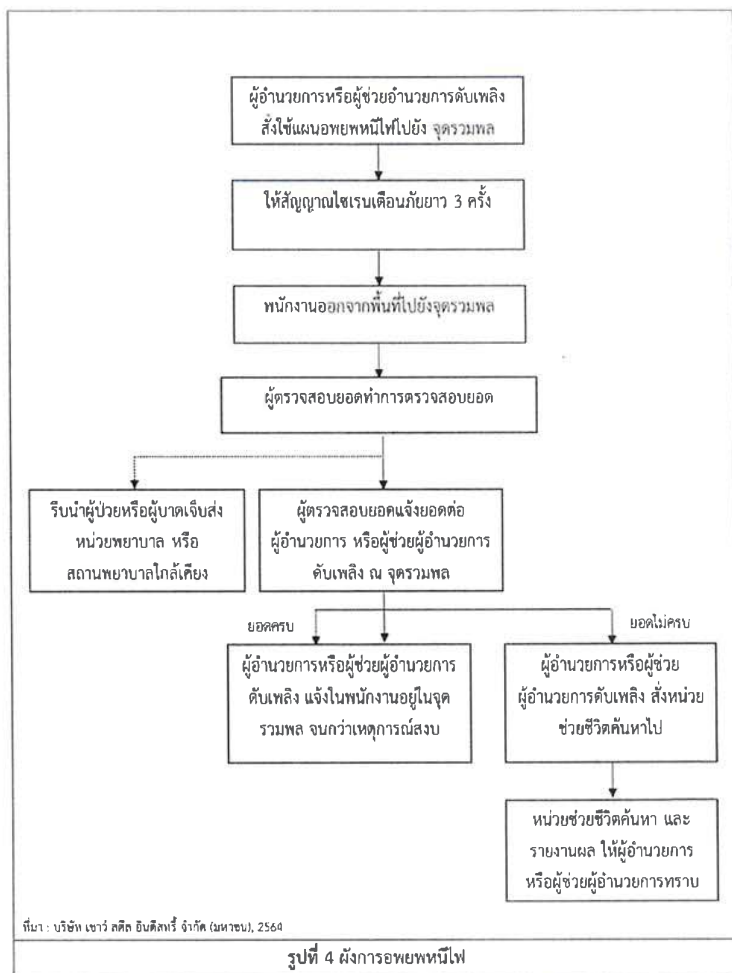 ผู้อำนวยการหรือผู้ช่วยอำนวยการดับเพลิง
สั่งใช้แผนอพยพหนีไฟไปยัง จุดรวมพล
ให้สัญญาณไซเรนเตือนภัยยาว 3 ครั้ง
พนักงานออกจากพื้นที่ไปยังจุดรวมพล
ผู้ตรวจสอบยอดทำการตรวจสอบยอด
รีบนำผู้ป่วยหรือผู้บาดเจ็บส่ง
หน่วยพยาบาล หรือ
สถานพยาบาลใกล้เคียง
ผู้ตรวจสอบยอดแจ้งยอดต่อ
ผู้อำนวยการ หรือผู้ช่วยผู้อำนวยการ
ดับเพลิง ณ จุดรวมพล
ยอดครบ
ยอดไม่ครบ
ผู้อำนวยการหรือผู้ช่วยผู้อำนวยการ
ดับเพลิง แจ้งในพนักงานอยู่ในจุด
รวมพล จนกว่าเหตุการณ์สงบ
ผู้อำนวยการหรือผู้ช่วย
ผู้อำนวยการดับเพลิง สั่งหน่วย
ช่วยชีวิตค้นหาไป
หน่วยช่วยชีวิตค้นหา และ
รายงานผล ให้ผู้อำนวยการ
หรือผู้ช่วยผู้อำนวยการทราบ
ที่มา : บริษัท เชาว์ สตีล อินดัสทรี้ จำกัด (มหาชน), 2564
รูปที่ 4 ผังการอพยพหนีไฟ